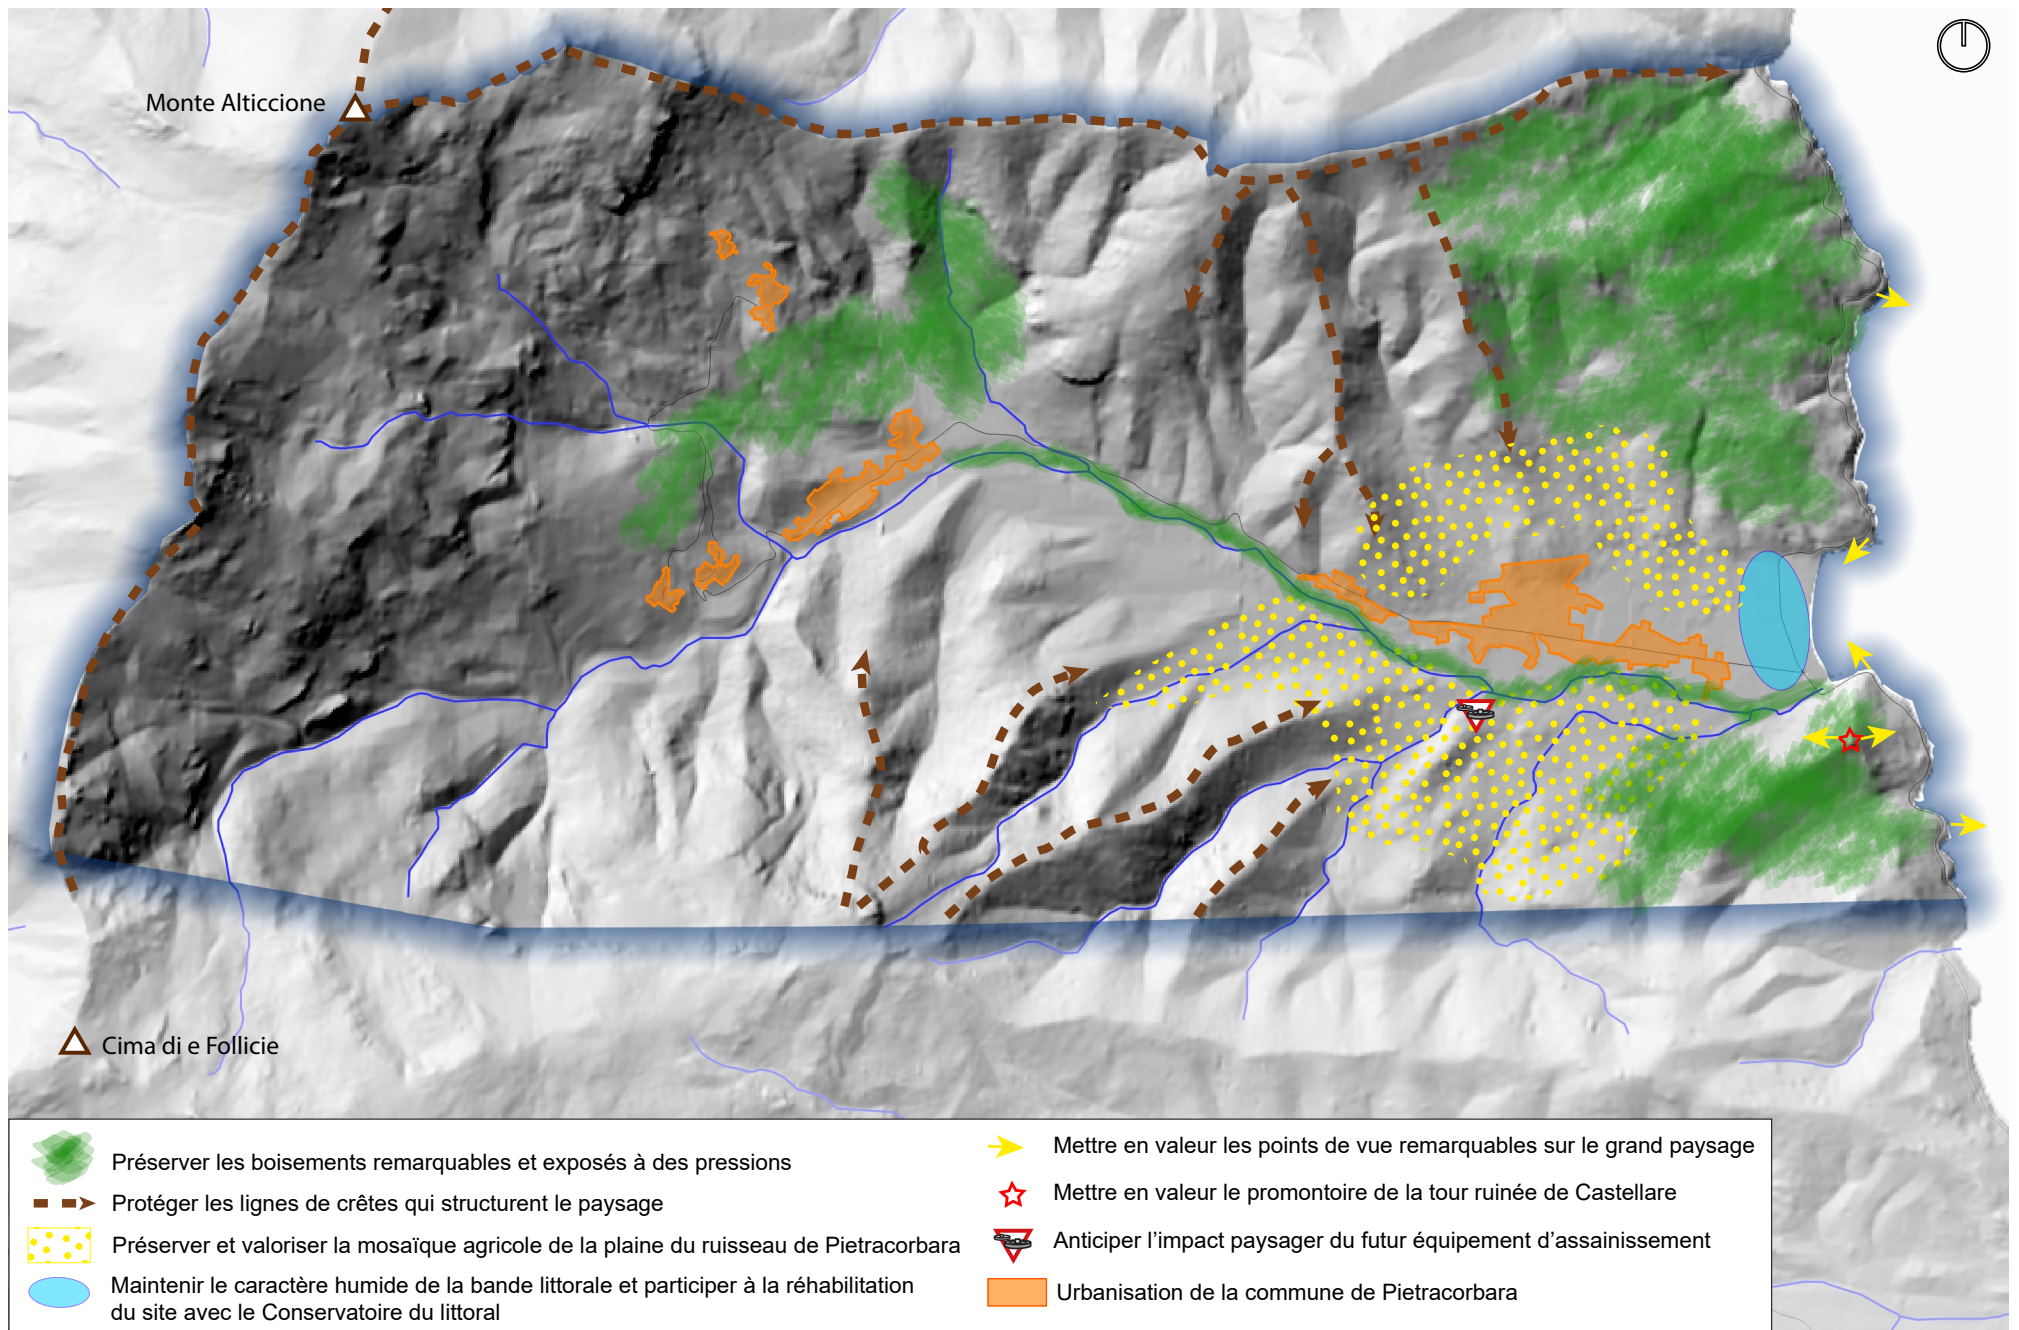 Monte Alticcione
Cima di e Follicie
Préserver les boisements remarquables et exposés à des pressions
Protéger les lignes de crêtes qui structurent le paysage
Préserver et valoriser la mosaïque agricole de la plaine du ruisseau de Pietracorbara
Maintenir le caractère humide de la bande littorale et participer à la réhabilitation
du site avec le Conservatoire du littoral
Mettre en valeur les points de vue remarquables sur le grand paysage
Mettre en valeur le promontoire de la tour ruinée de Castellare
Anticiper l'impact paysager du futur équipement d'assainissement
Urbanisation de la commune de Pietracorbara